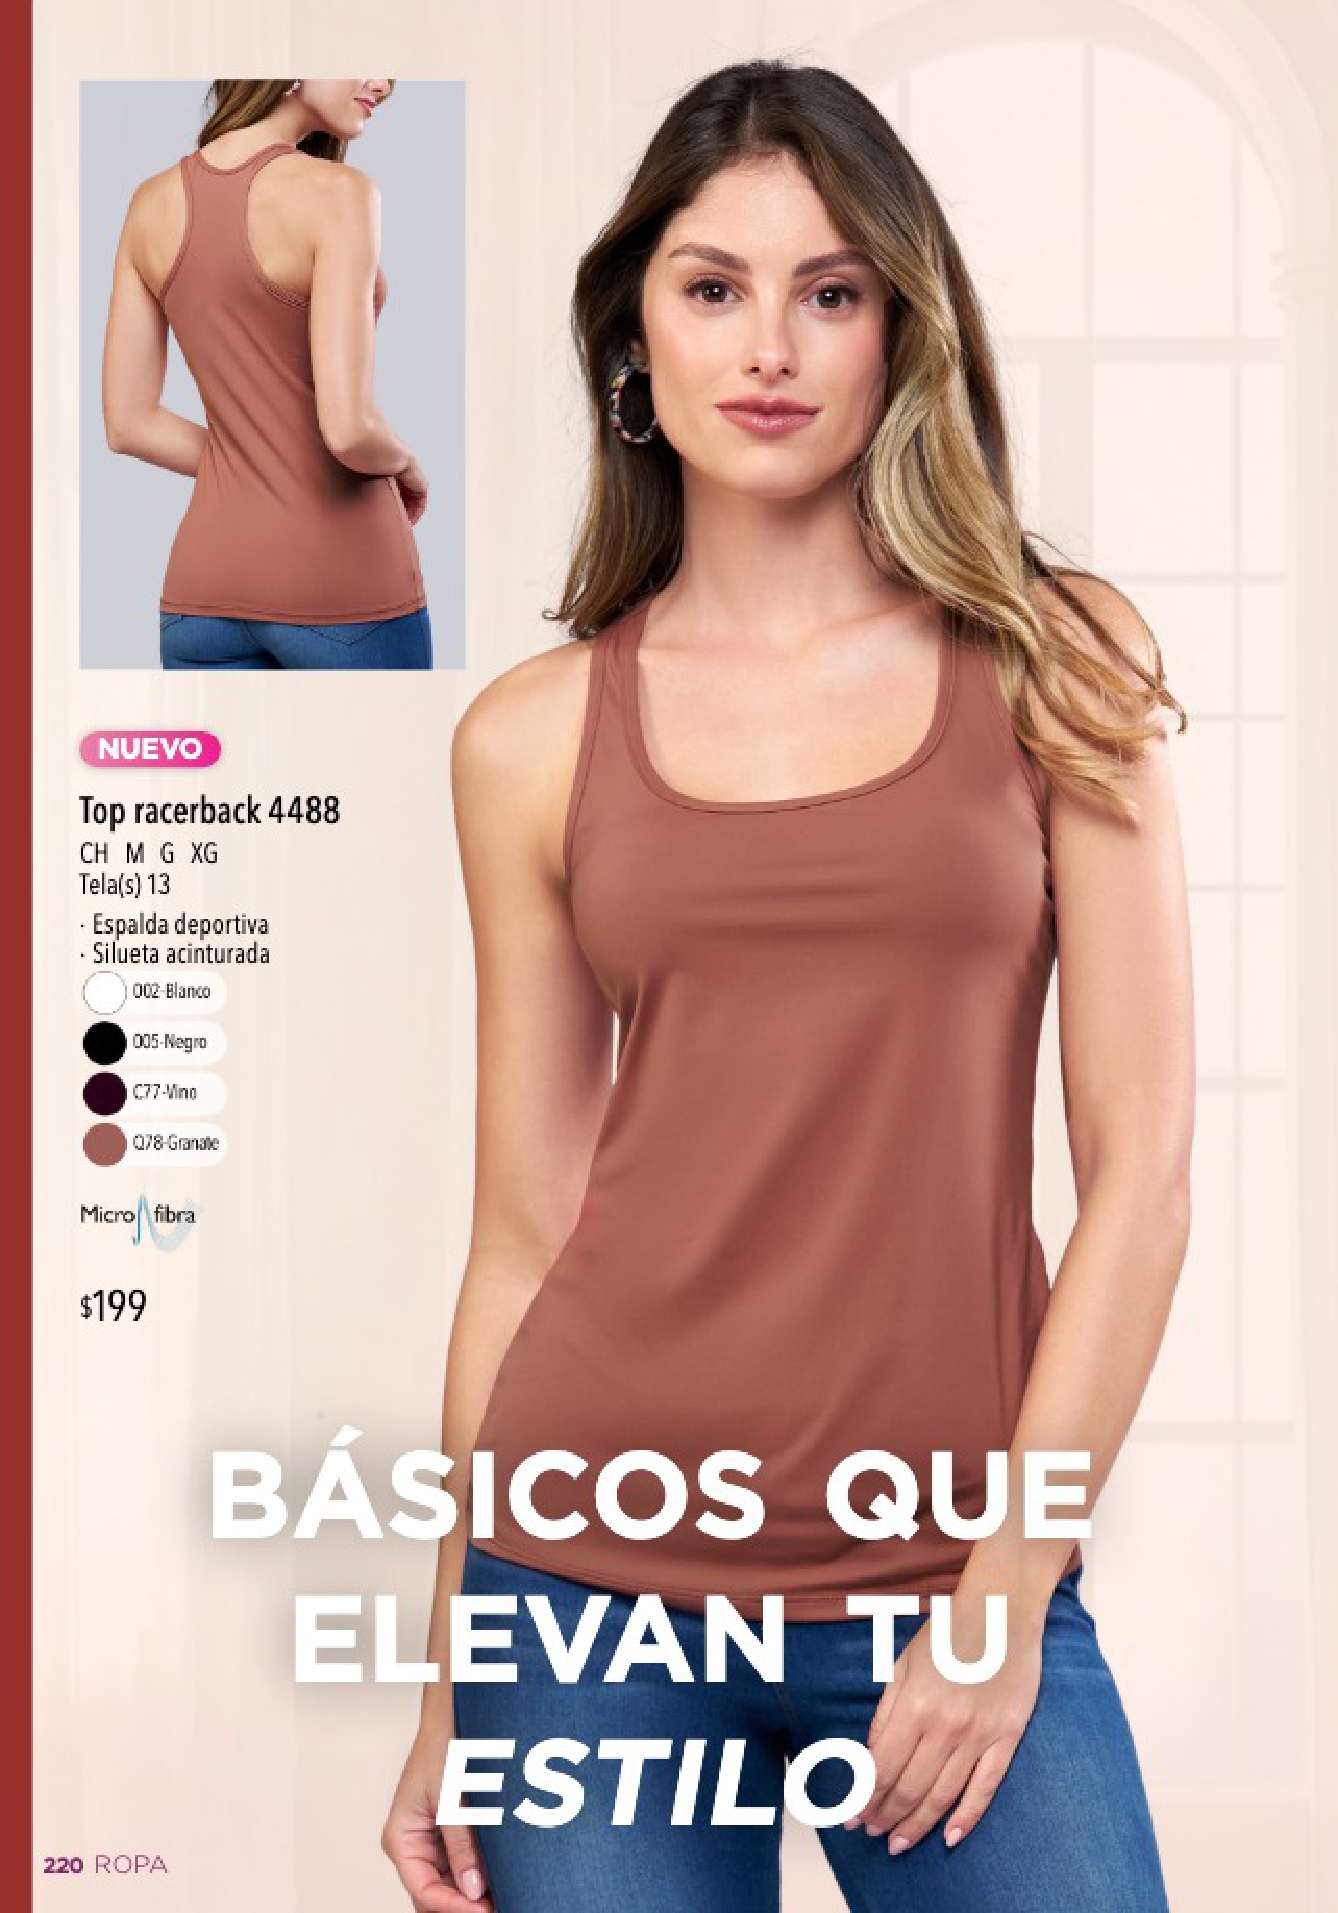 NUEVO
Top racerback 4488
CH M G XG
Tela(s) 13
· Espalda deportiva
· Silueta acinturada
002-Blanco
005-Negro
C77-Vino
Q78-Granate
Micro fibra
$199
BÁSICOS QUE
ELEVAN TU
ESTILO
220 ROPA